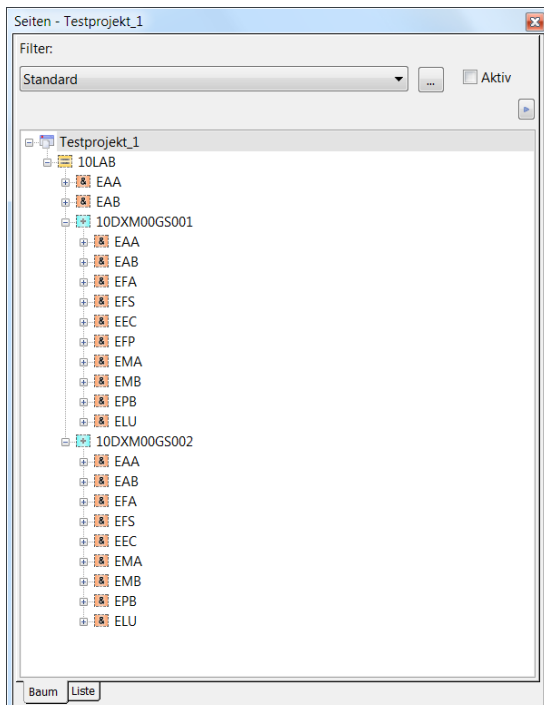 Seiten - Testprojekt_1
Filter:
Standard
...
Aktiv
Testprojekt_1
10LAB
& EAA
& EAB
10DXM00GS001
& EAA
& EAB
& EFA
& EFS
& EEC
& EFP
& EMA
& EMB
& EPB
& ELU
10DXM00GS002
& EAA
& EAB
& EFA
& EFS
& EEC
& EMA
& EMB
& EPB
& ELU
Baum Liste